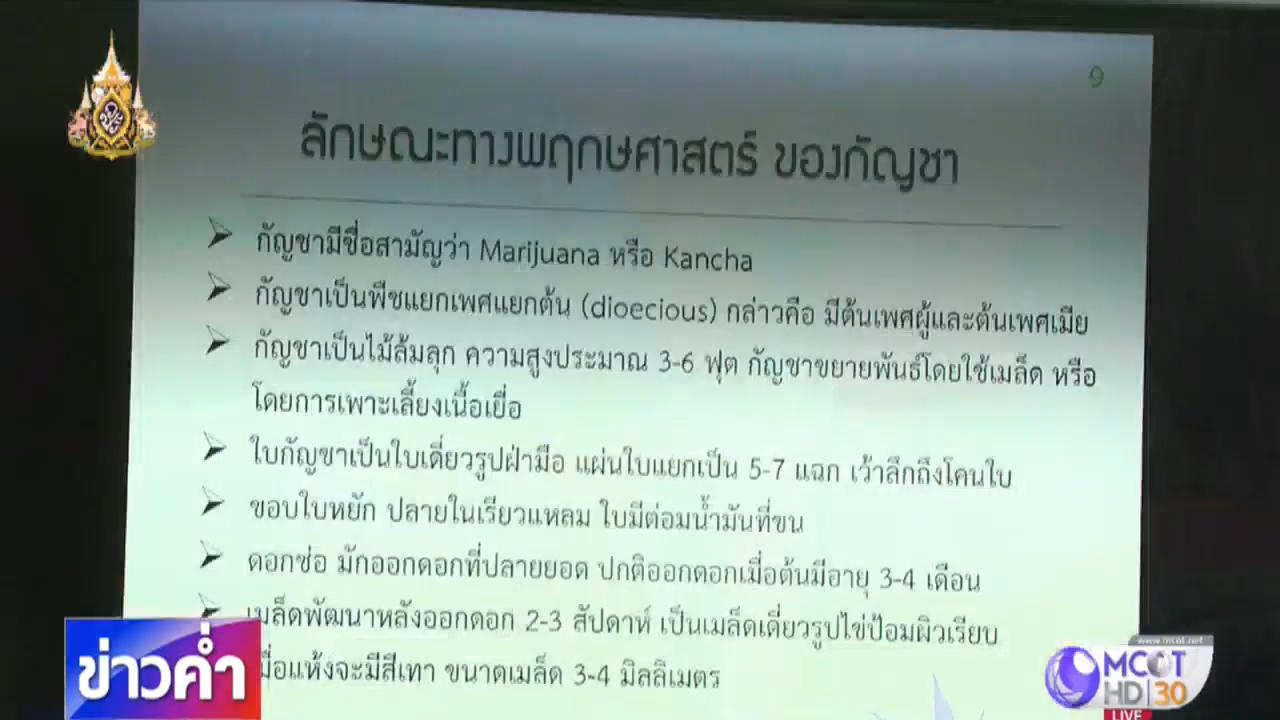 9
ลักษณะทางพฤกษศาสตร์ ของกัญชา
กัญชามีชื่อสามัญว่า Marijuana หรือ Kancha
กัญชาเป็นพืชแยกเพศแยกต้น (dioecious) กล่าวคือ มีต้นเพศผู้และต้นเพศเมีย
กัญชาเป็นไม้ล้มลุก ความสูงประมาณ 3-6 ฟุต กัญชาขยายพันธ์โดยใช้เมล็ด หรือ
โดยการเพาะเลี้ยงเนื้อเยื่อ
ใบกัญชาเป็นใบเดี่ยวรูปฝ่ามือ แผ่นใบแยกเป็น 5-7 แฉก เว้าลึกถึงโคนใบ
ขอบใบหยัก ปลายในเรียวแหลม ใบมีต่อมน้ำมันที่ขน
ดอกช่อ มักออกดอกที่ปลายยอด ปกติออกดอกเมื่อต้นมีอายุ 3-4 เดือน
เมล็ดพัฒนาหลังออกดอก 2-3 สัปดาห์ เป็นเมล็ดเดี่ยวรูปไข่ป้อมผิวเรียบ
มื่อแห้งจะมีสีเทา ขนาดเมล็ด 3-4 มิลลิเมตร
ข่าวค่ำ
www.mcot.net
MCOT
HD 30
LIVE